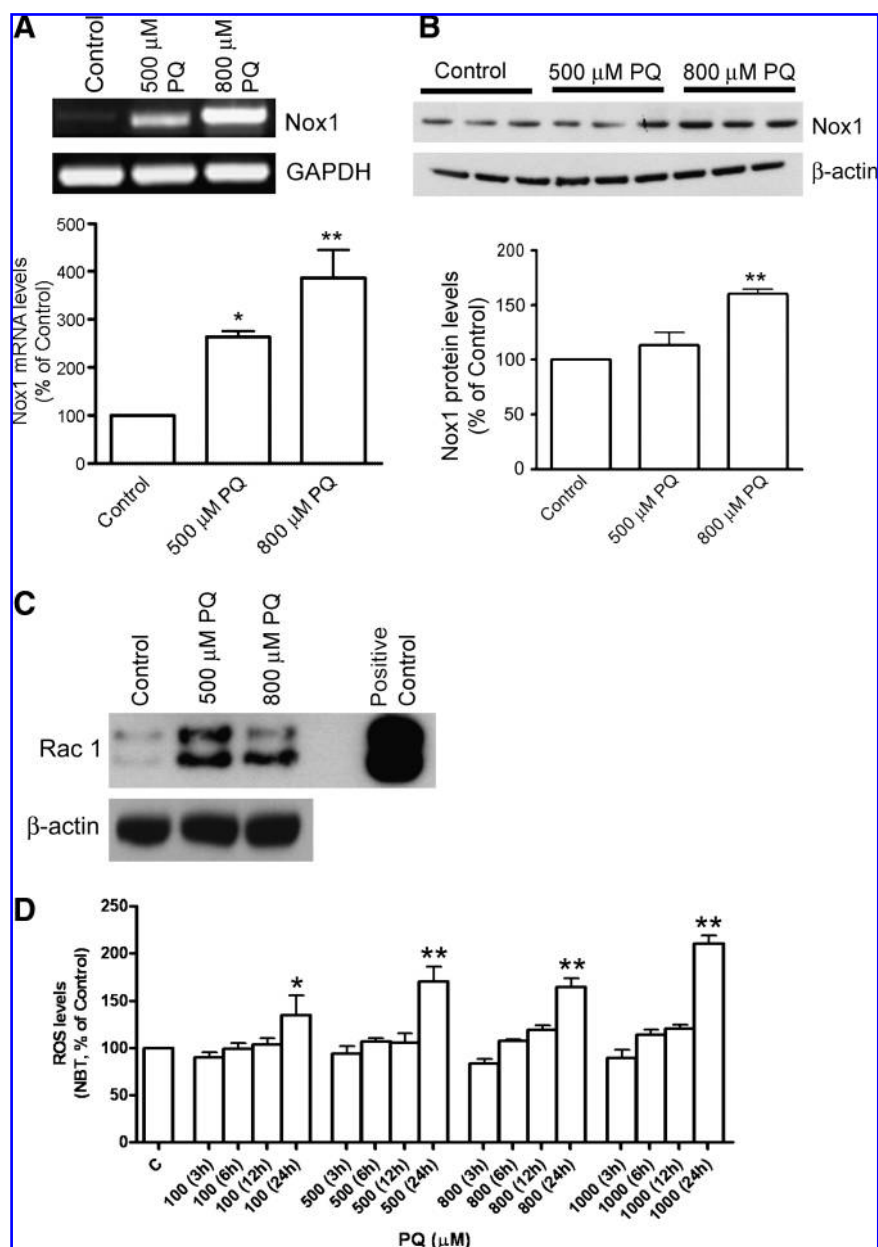 A
Control
500 µM
PQ
800 µM
PQ
Nox1
GAPDH
Nox1 mRNA levels
(% of Control)
500
400
300
200
100
0
*
**
Control
500 µM PQ
800 µM PQ
B
Control
500 µM PQ
800 µM PQ
Nox1
β-actin
Nox1 protein levels
(% of Control)
200
150
100
50
0
**
Control
500 µM PQ
800 µM PQ
C
Control
500 µM PQ
800 µM PQ
Positive
Control
Rac 1
β-actin
D
ROS levels
(NBT, % of Control)
250
200
150
100
50
0
*
**
**
**
C
100 (3h)
100 (6h)
100 (12h)
100 (24h)
500 (3h)
500 (6h)
500 (12h)
500 (24h)
800 (3h)
800 (6h)
800 (12h)
800 (24h)
1000 (3h)
1000 (6h)
1000 (12h)
1000 (24h)
PQ (µM)